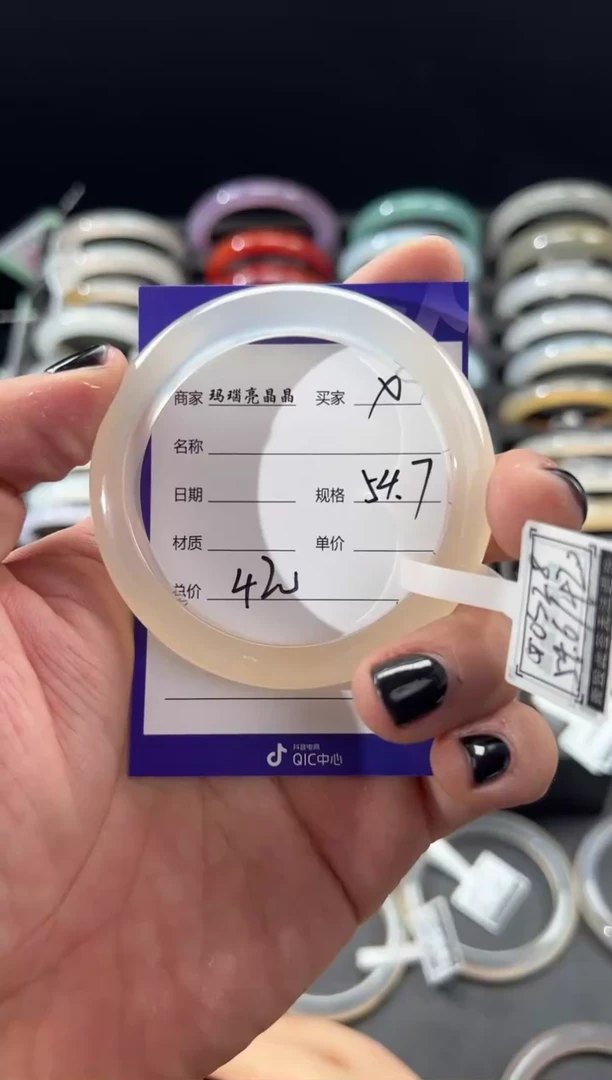 商家 玛瑙亮晶晶 买家 X
名称
日期 规格 54.7
材质 单价
总价
抖音电商
QIC中心